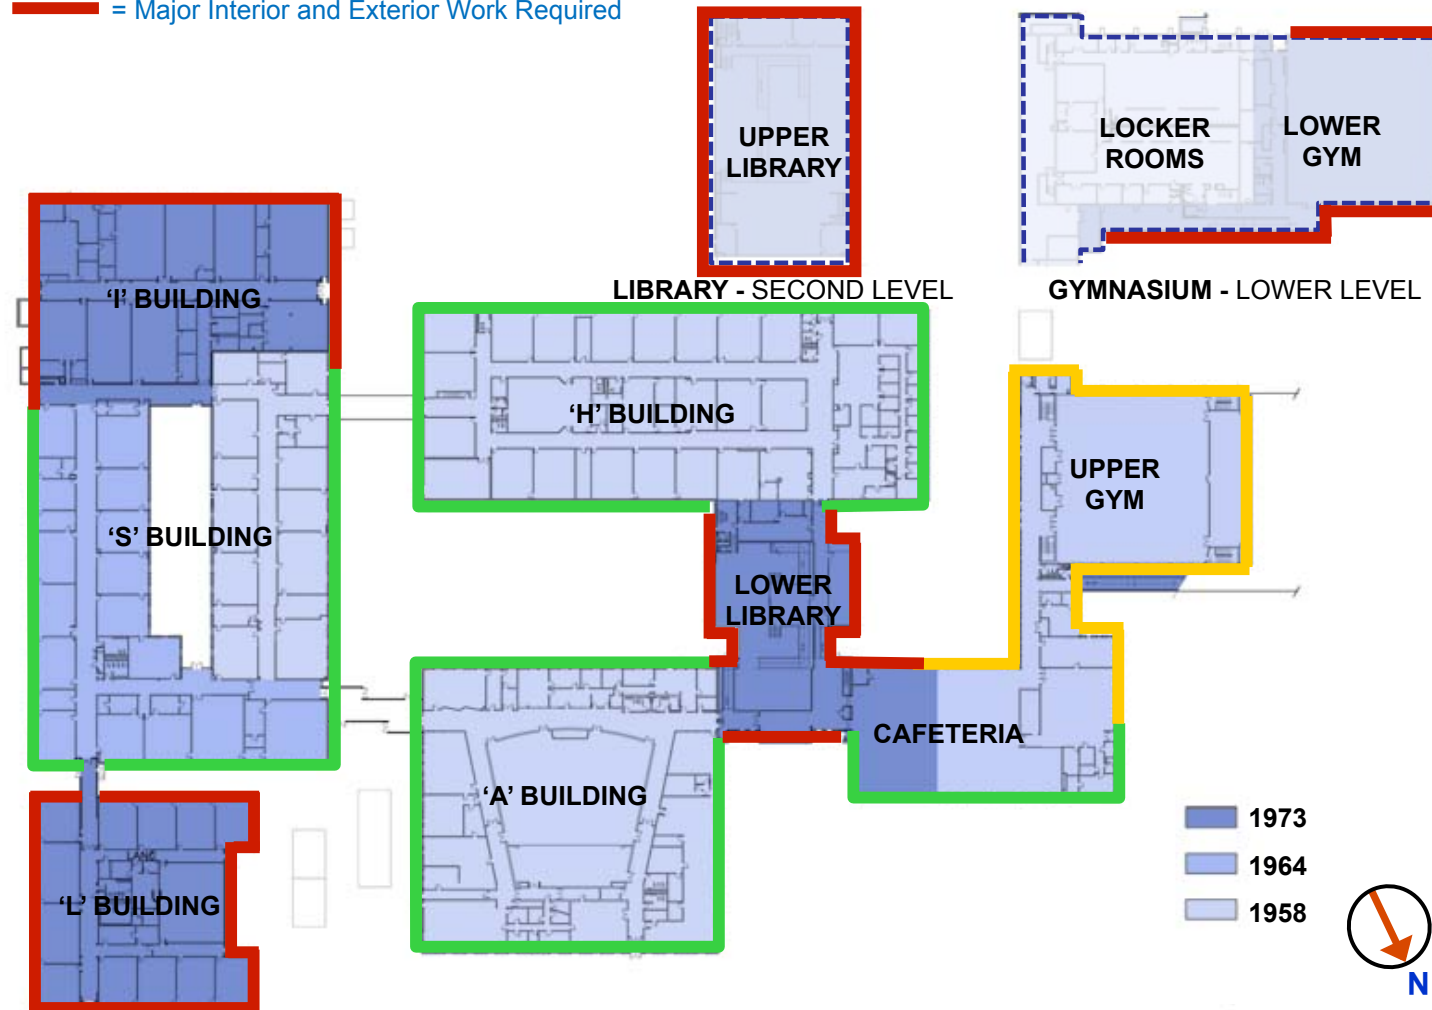 = Major Interior and Exterior Work Required
UPPER
LIBRARY
LOCKER
ROOMS
LOWER
GYM
LIBRARY - SECOND LEVEL
GYMNASIUM - LOWER LEVEL
‘I’ BUILDING
‘H’ BUILDING
UPPER
GYM
‘S’ BUILDING
LOWER
LIBRARY
CAFETERIA
‘A’ BUILDING
1973
1964
1958
LANG
‘L’ BUILDING
N